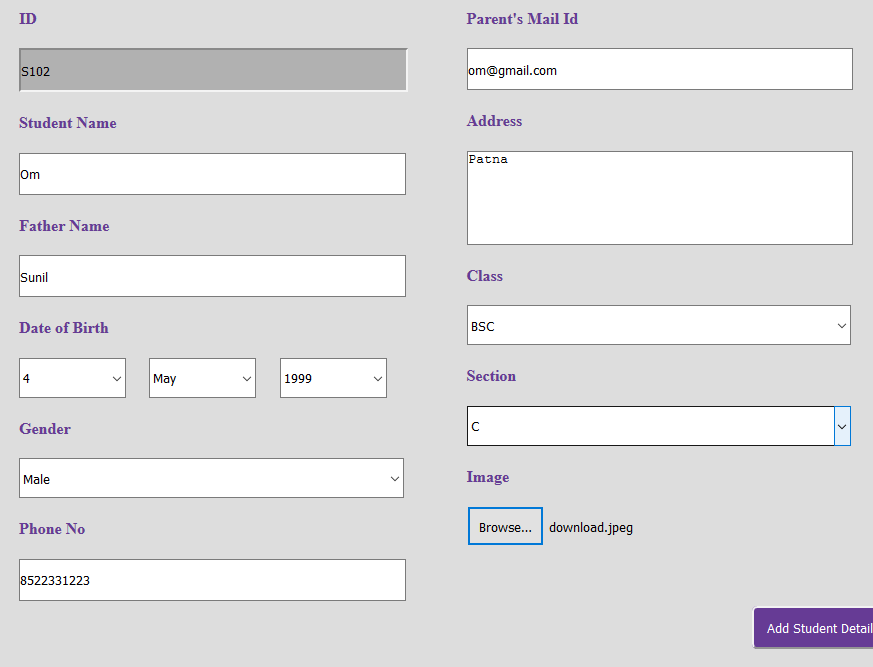 ID
S102
Student Name
Om
Father Name
Sunil
Date of Birth
4 May 1999
Gender
Male
Phone No
8522331223
Parent's Mail Id
om@gmail.com
Address
Patna
Class
BSC
Section
C
Image
Browse... download.jpeg
Add Student Detail